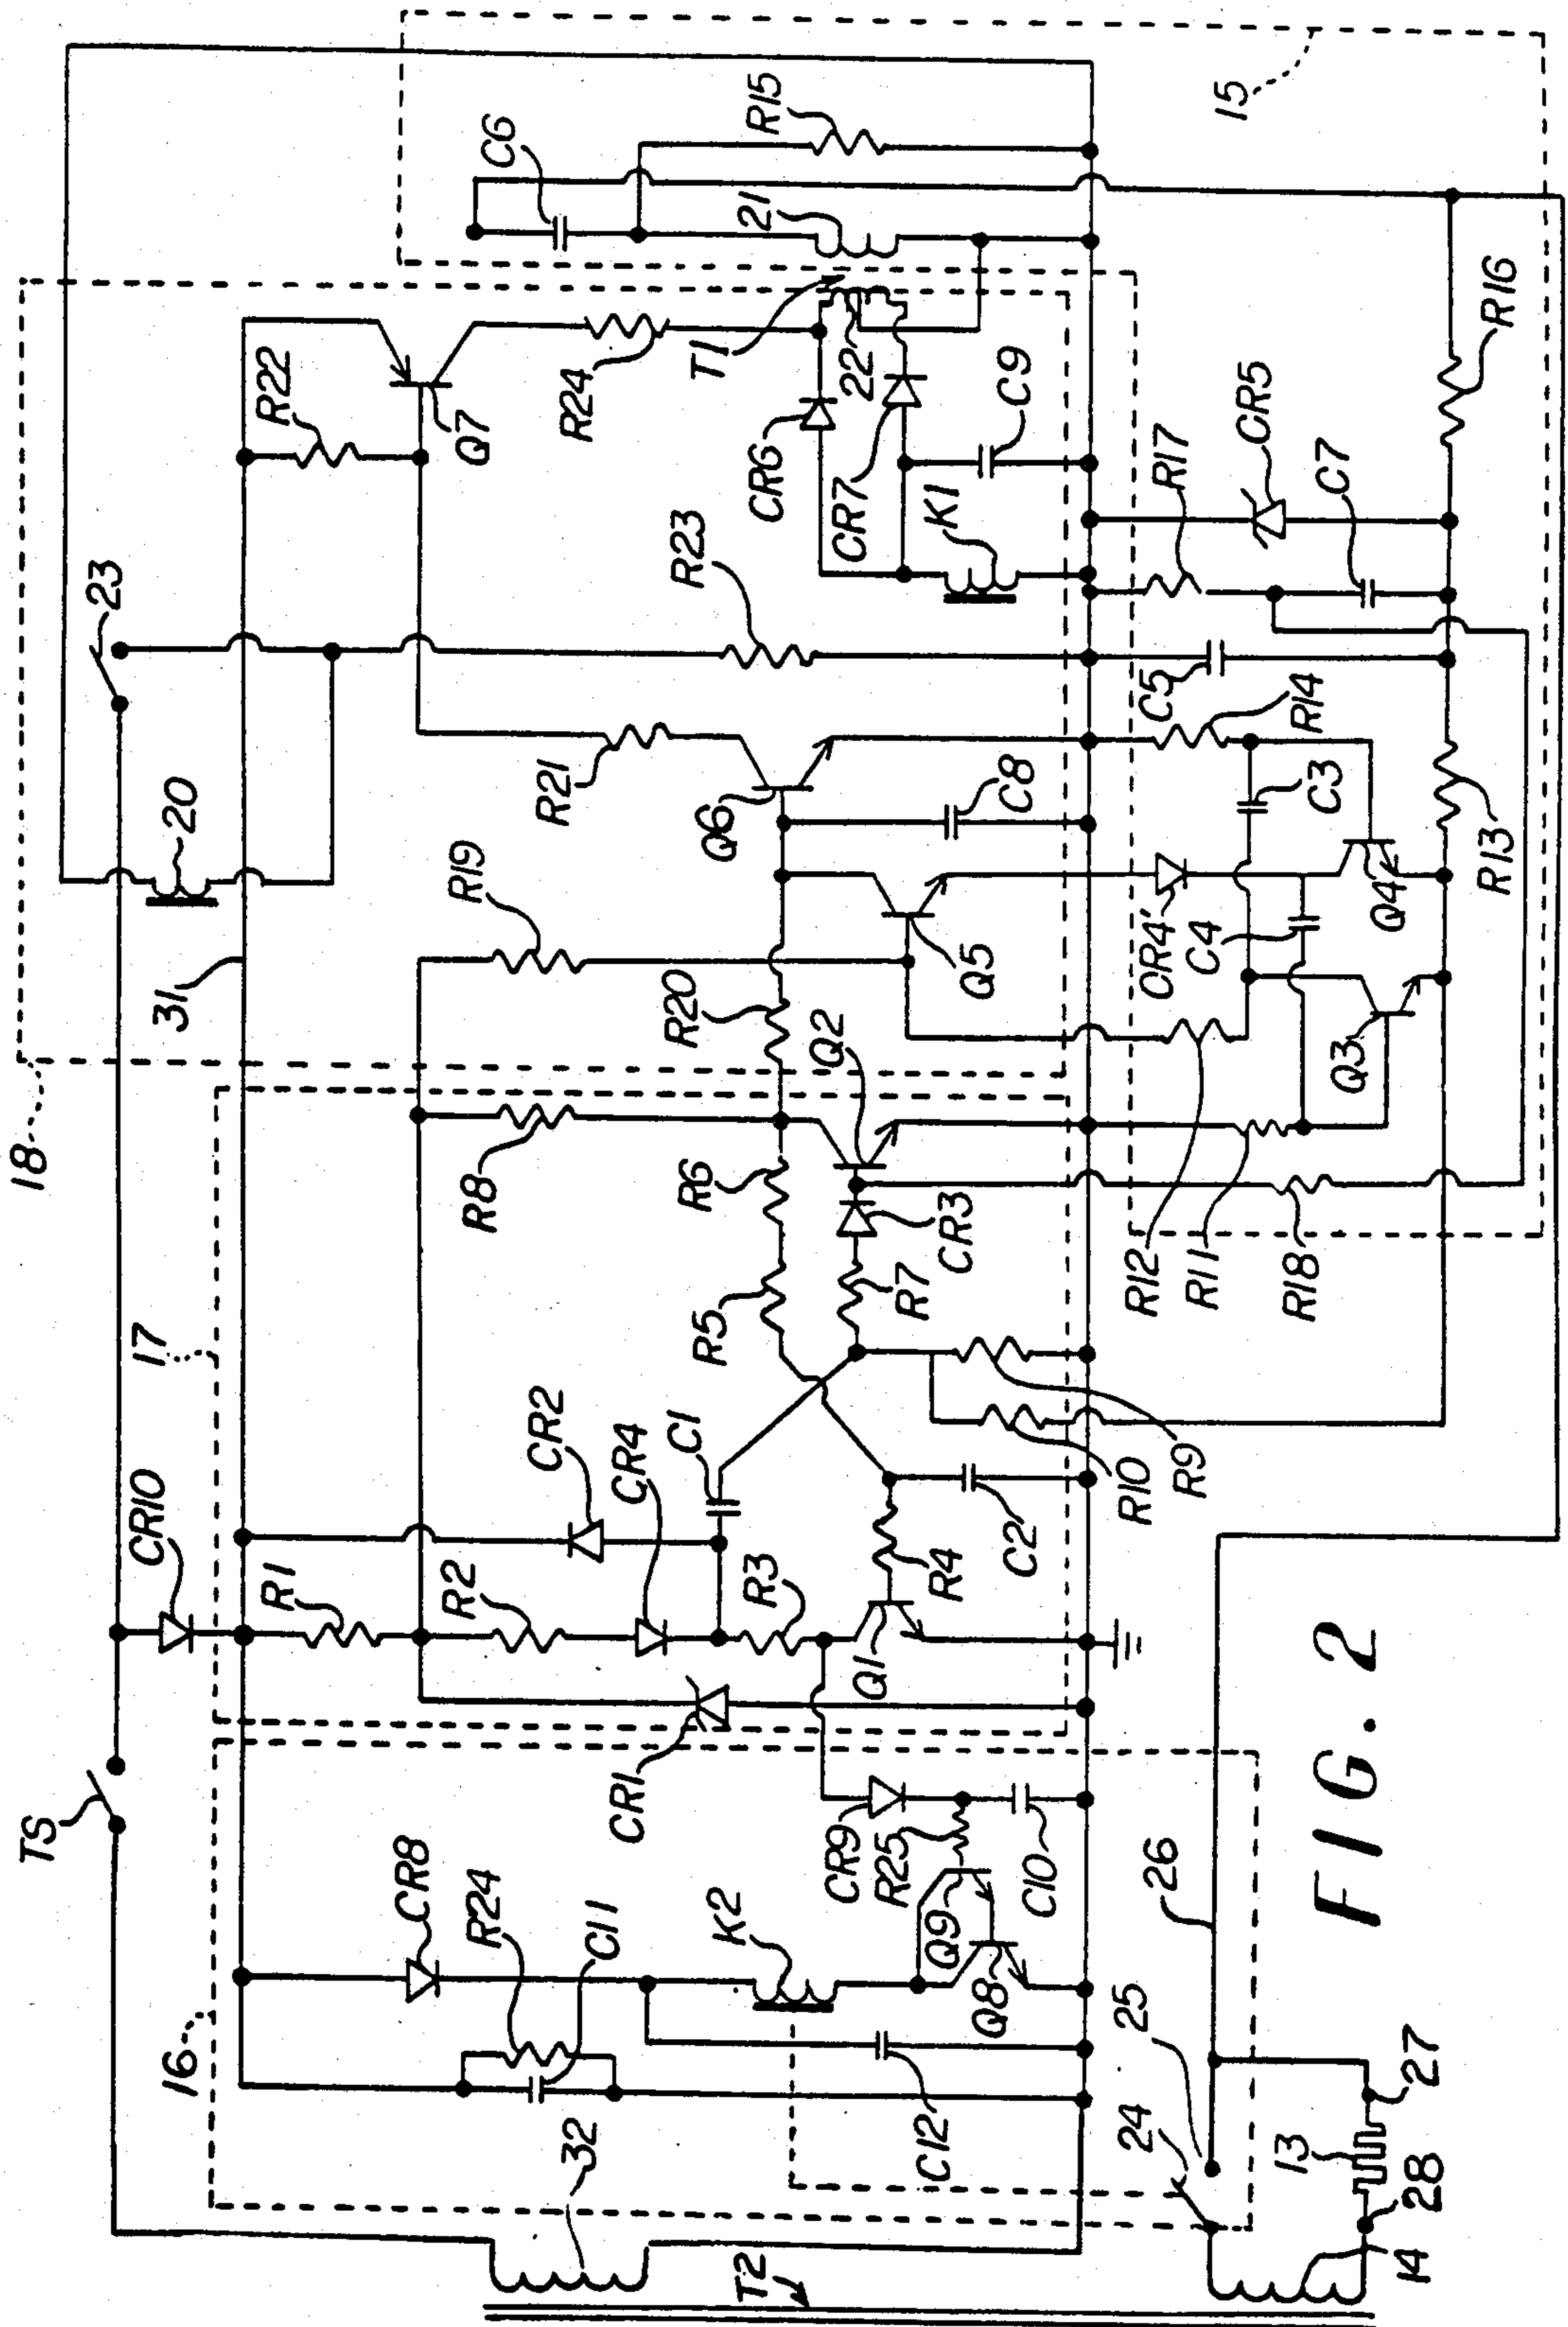 18
23
20
31
R22
Q7
R24
T1
22
21
C6
R15
15
CR6
CR7
C9
K1
R23
R21
Q6
C8
R19
Q5
R20
Q2
17
R8
R6
R5
CR3
R7
CR2
CR4
C1
CR10
R1
R2
R3
Q1
R4
C2
R10
R9
CR1
TS
16
CR8
R24
C11
K2
CR9
R25
Q9
Q8
C10
C12
32
T2
R17
CR5
C7
R16
C5
R14
C3
CR4'
C4
Q4
R13
Q3
R12
R11
R18
26
25
24
27
13
28
14
FIG. 2